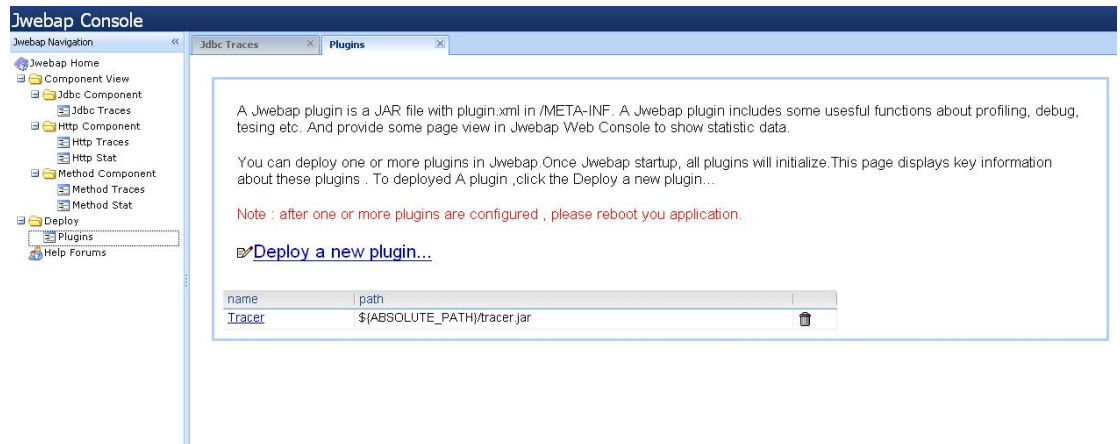 Jwebap Console
Jwebap Navigation «
Jwebap Home
Component View
Jdbc Component
Jdbc Traces
Http Component
Http Traces
Http Stat
Method Component
Method Traces
Method Stat
Deploy
Plugins
Help Forums
Jdbc Traces
Plugins
A Jwebap plugin is a JAR file with plugin.xml in /META-INF. A Jwebap plugin includes some usesful functions about profiling, debug,
tesing etc. And provide some page view in Jwebap Web Console to show statistic data.
You can deploy one or more plugins in Jwebap.Once Jwebap startup, all plugins will initialize.This page displays key information
about these plugins . To deployed A plugin ,click the Deploy a new plugin...
Note : after one or more plugins are configured , please reboot you application.
Deploy a new plugin...
name path
Tracer ${ABSOLUTE_PATH}/tracer.jar